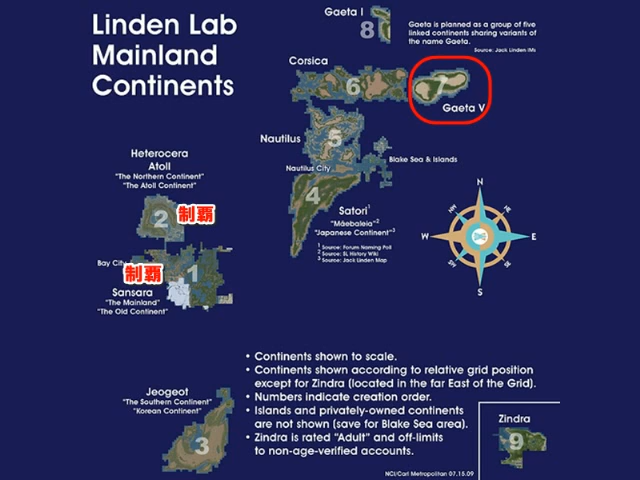 Linden Lab
Mainland
Continents
Gaeta I
8
Gaeta is planned as a group of five
linked continents sharing variants of
the name Gaeta.
Source: Jack Linden IMs
Corsica
6
7
Gaeta V
Nautilus
5
Blake Sea & Islands
Nautilus City
4
Satori¹
"Mäebaleia"²
"Japanese Continent"³
1 Source: Forum Naming Poll
2 Source: SL History Wiki
3 Source: Jack Linden Map
Heterocera
Atoll
"The Northern Continent"
"The Atoll Continent"
2
制覇
Bay City
制覇
1
Sansara
"The Mainland"
"The Old Continent"
N
NW
NE
W
E
SW
SE
S
• Continents shown to scale.
• Continents shown according to relative grid position
except for Zindra (located in the far East of the Grid).
• Numbers indicate creation order.
• Islands and privately-owned continents
are not shown (save for Blake Sea area).
• Zindra is rated "Adult" and off-limits
to non-age-verified accounts.
Jeogeot
"The Southern Continent"
"Korean Continent"
3
Zindra
9
NCI/Carl Metropolitan 07.15.09